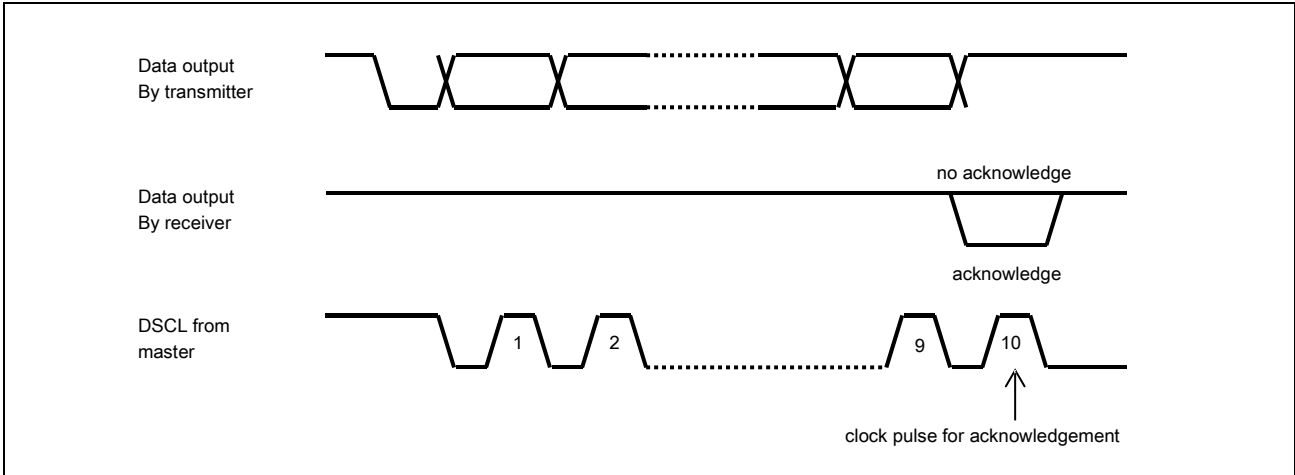 Data output
By transmitter
no acknowledge
Data output
By receiver
acknowledge
DSCL from
master
1
2
9
10
clock pulse for acknowledgement